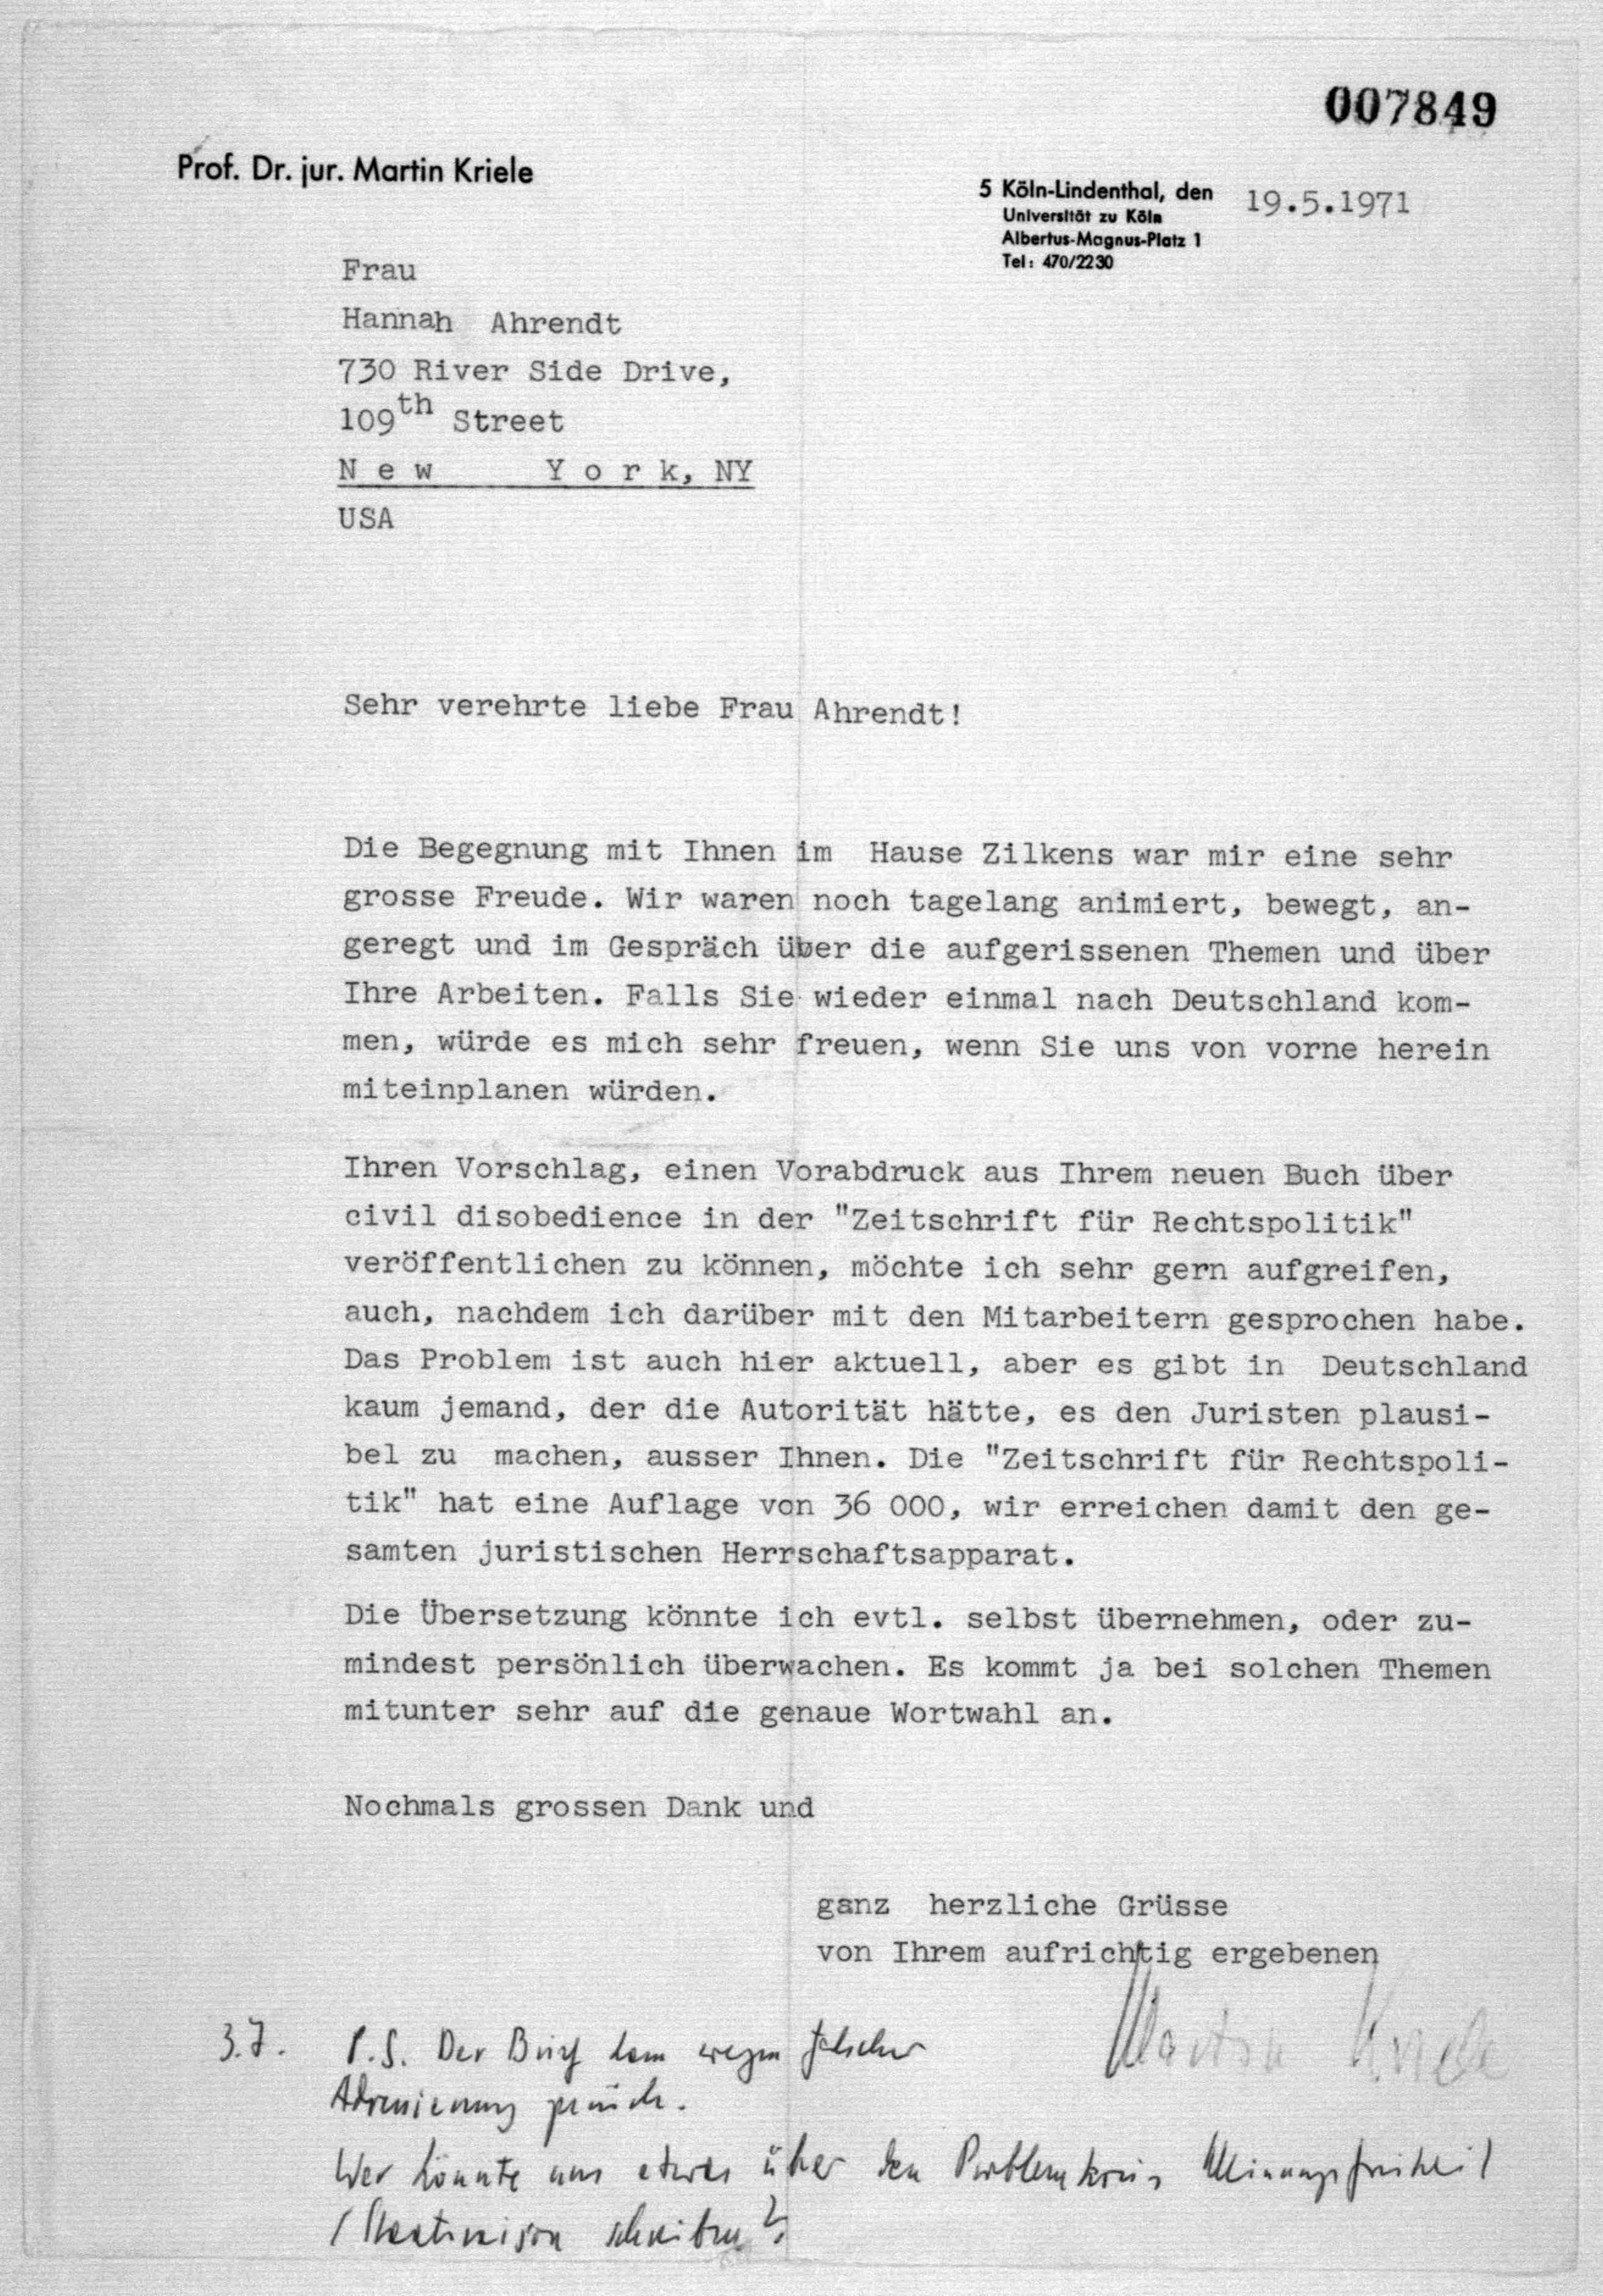 007849
Prof. Dr. jur. Martin Kriele
5 Köln-Lindenthal, den 19.5.1971
Universität zu Köln
Albertus-Magnus-Platz 1
Tel: 470/2230
Frau
Hannah Ahrendt
730 River Side Drive,
109th Street
N e w Y o r k, NY
USA
Sehr verehrte liebe Frau Ahrendt!
Die Begegnung mit Ihnen im Hause Zilkens war mir eine sehr
grosse Freude. Wir waren noch tagelang animiert, bewegt, an-
geregt und im Gespräch über die aufgerissenen Themen und über
Ihre Arbeiten. Falls Sie wieder einmal nach Deutschland kom-
men, würde es mich sehr freuen, wenn Sie uns von vorne herein
miteinplanen würden.
Ihren Vorschlag, einen Vorabdruck aus Ihrem neuen Buch über
civil disobedience in der "Zeitschrift für Rechtspolitik"
veröffentlichen zu können, möchte ich sehr gern aufgreifen,
auch, nachdem ich darüber mit den Mitarbeitern gesprochen habe.
Das Problem ist auch hier aktuell, aber es gibt in Deutschland
kaum jemand, der die Autorität hätte, es den Juristen plausi-
bel zu machen, ausser Ihnen. Die "Zeitschrift für Rechtspoli-
tik" hat eine Auflage von 36 000, wir erreichen damit den ge-
samten juristischen Herrschaftsapparat.
Die Übersetzung könnte ich evtl. selbst übernehmen, oder zu-
mindest persönlich überwachen. Es kommt ja bei solchen Themen
mitunter sehr auf die genaue Wortwahl an.
Nochmals grossen Dank und
ganz herzliche Grüsse
von Ihrem aufrichtig ergebenen
Martin Kriele
3.7. P.S. Der Brief kam wegen falscher
Adressierung zurück.
Wer könnte uns etwas über den Problemkreis Meinungsfreiheit
/ Staatsraison schreiben?